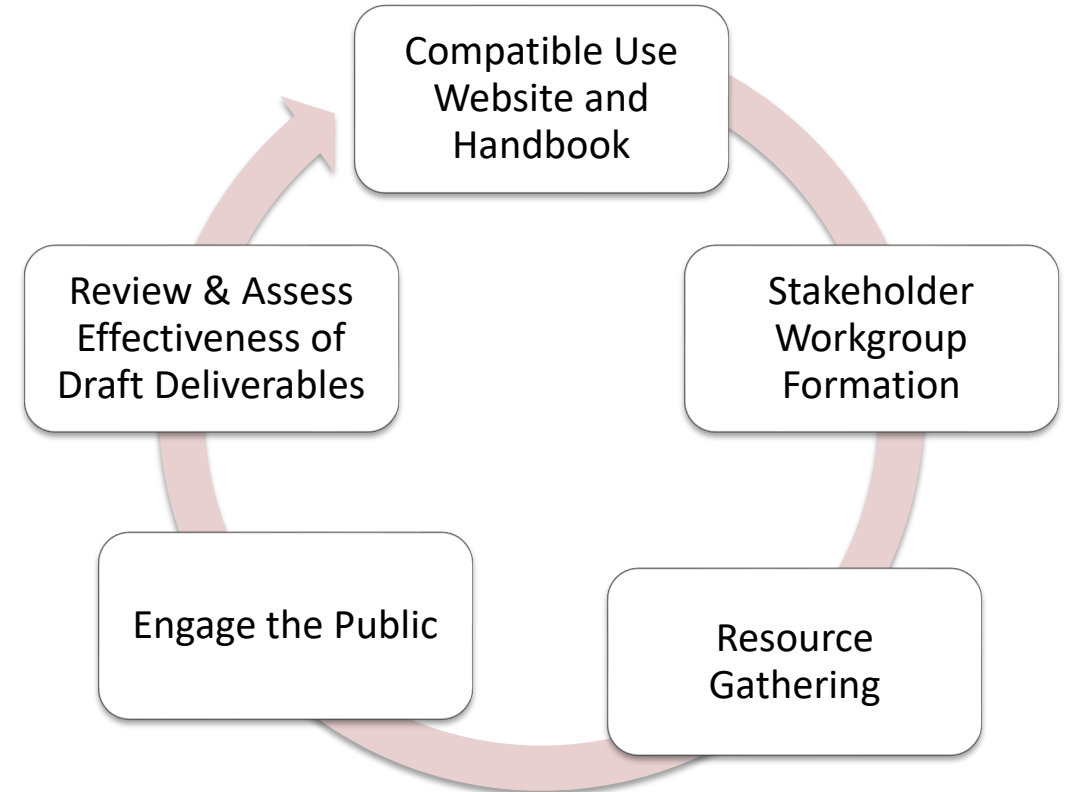 Compatible Use
Website and
Handbook
Stakeholder
Workgroup
Formation
Resource
Gathering
Engage the Public
Review & Assess
Effectiveness of
Draft Deliverables